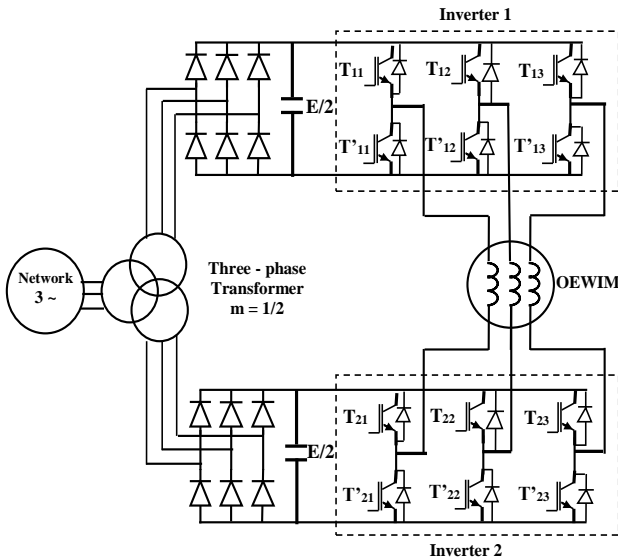 Inverter 1
T11
T12
T13
E/2
T'11
T'12
T'13
Network
3 ~
Three - phase
Transformer
m = 1/2
OEWIM
T21
T22
T23
E/2
T'21
T'22
T'23
Inverter 2